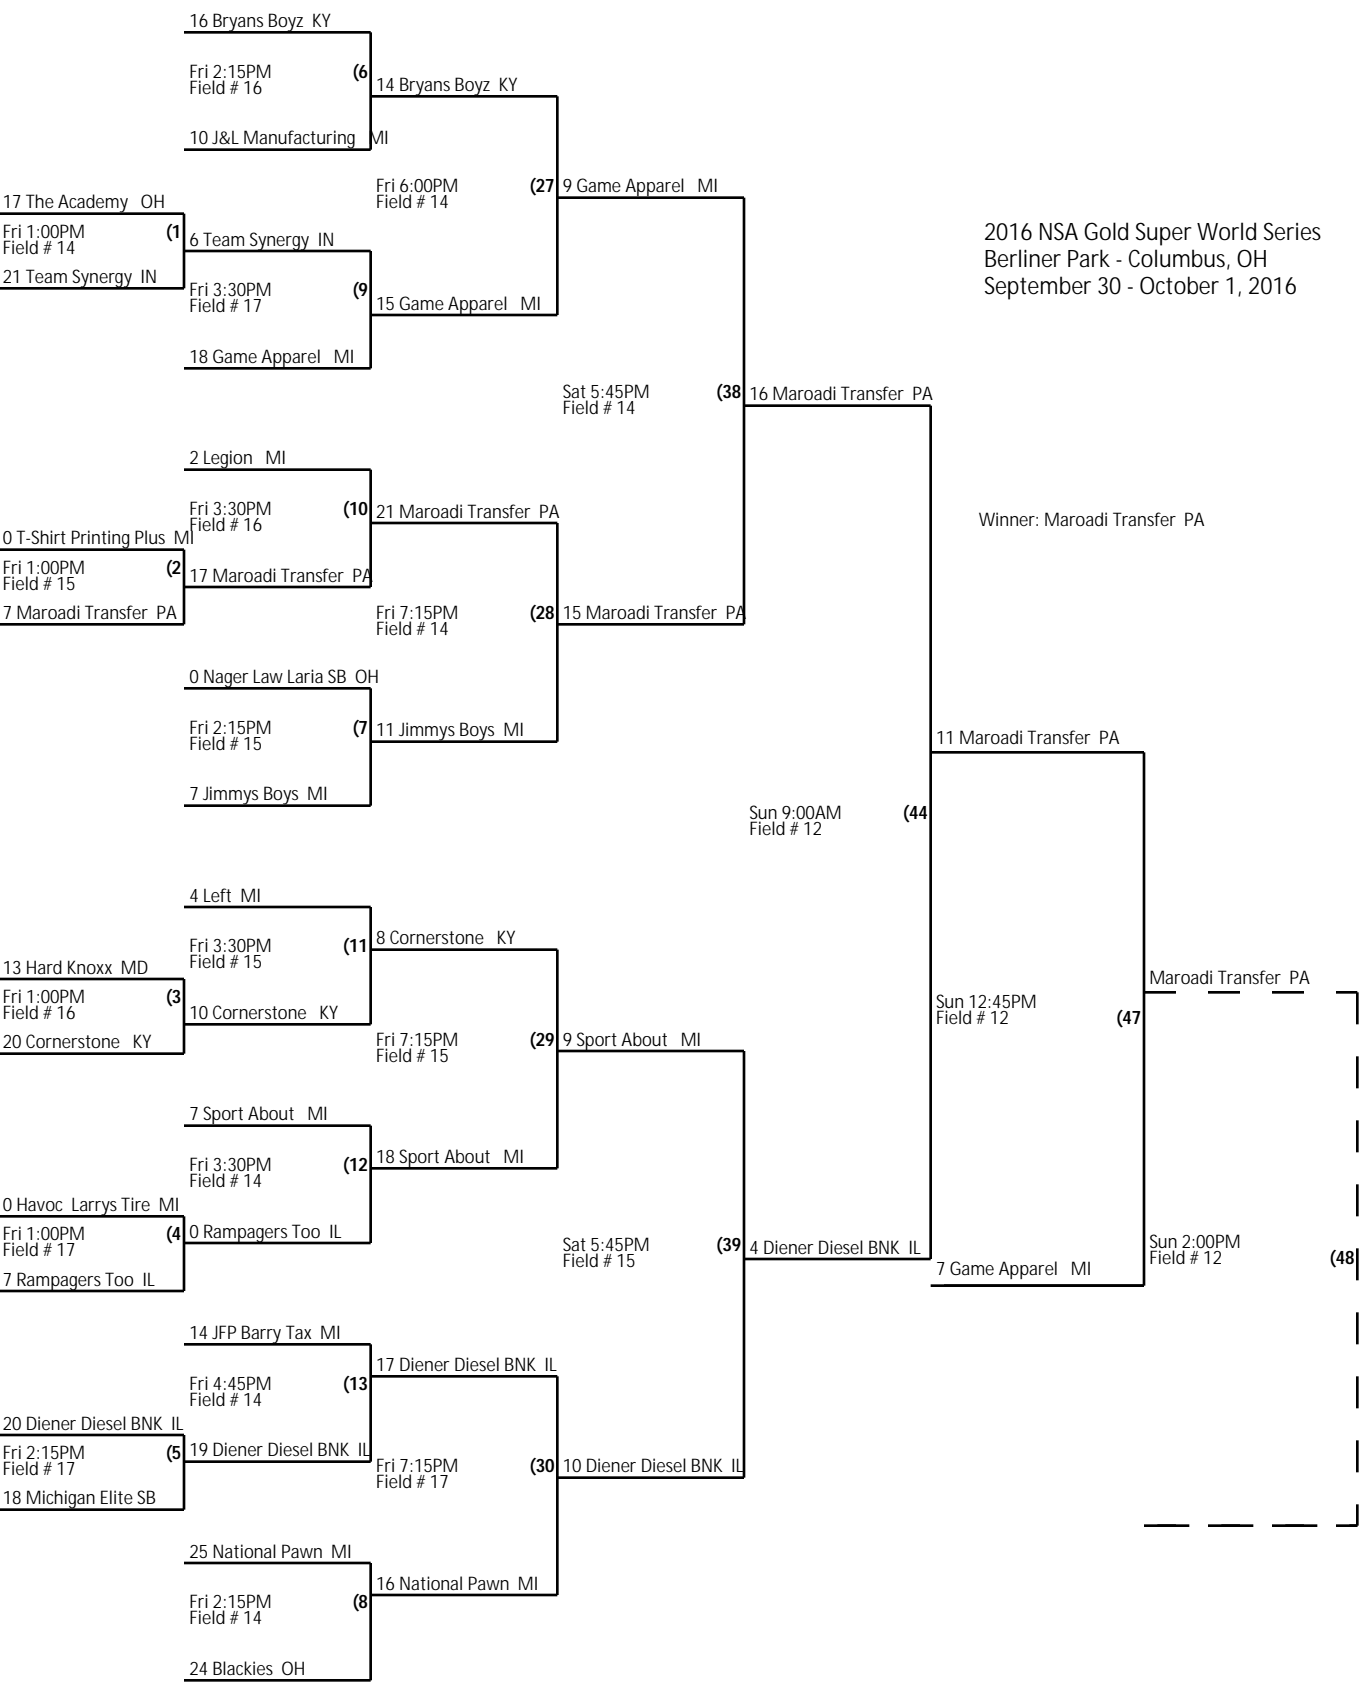 16 Bryans Boyz KY
Fri 2:15PM (6
Field # 16
14 Bryans Boyz KY
10 J&L Manufacturing MI
Fri 6:00PM (27
Field # 14
9 Game Apparel MI
17 The Academy OH
Fri 1:00PM (1
Field # 14
21 Team Synergy IN
6 Team Synergy IN
Fri 3:30PM (9
Field # 17
15 Game Apparel MI
18 Game Apparel MI
2016 NSA Gold Super World Series
Berliner Park - Columbus, OH
September 30 - October 1, 2016
Sat 5:45PM (38
Field # 14
16 Maroadi Transfer PA
2 Legion MI
Fri 3:30PM (10
Field # 16
21 Maroadi Transfer PA
Winner: Maroadi Transfer PA
0 T-Shirt Printing Plus MI
Fri 1:00PM (2
Field # 15
7 Maroadi Transfer PA
17 Maroadi Transfer PA
Fri 7:15PM (28
Field # 14
15 Maroadi Transfer PA
0 Nager Law Laria SB OH
Fri 2:15PM (7
Field # 15
11 Jimmys Boys MI
7 Jimmys Boys MI
11 Maroadi Transfer PA
Sun 9:00AM (44
Field # 12
4 Left MI
Fri 3:30PM (11
Field # 15
8 Cornerstone KY
13 Hard Knoxx MD
Fri 1:00PM (3
Field # 16
20 Cornerstone KY
10 Cornerstone KY
Fri 7:15PM (29
Field # 15
9 Sport About MI
Sun 12:45PM (47
Field # 12
Maroadi Transfer PA
7 Sport About MI
Fri 3:30PM (12
Field # 14
18 Sport About MI
0 Havoc Larrys Tire MI
Fri 1:00PM (4
Field # 17
7 Rampagers Too IL
0 Rampagers Too IL
Sat 5:45PM (39
Field # 15
4 Diener Diesel BNK IL
7 Game Apparel MI
Sun 2:00PM (48
Field # 12
14 JFP Barry Tax MI
Fri 4:45PM (13
Field # 14
17 Diener Diesel BNK IL
20 Diener Diesel BNK IL
Fri 2:15PM (5
Field # 17
18 Michigan Elite SB
19 Diener Diesel BNK IL
Fri 7:15PM (30
Field # 17
10 Diener Diesel BNK IL
25 National Pawn MI
Fri 2:15PM (8
Field # 14
16 National Pawn MI
24 Blackies OH